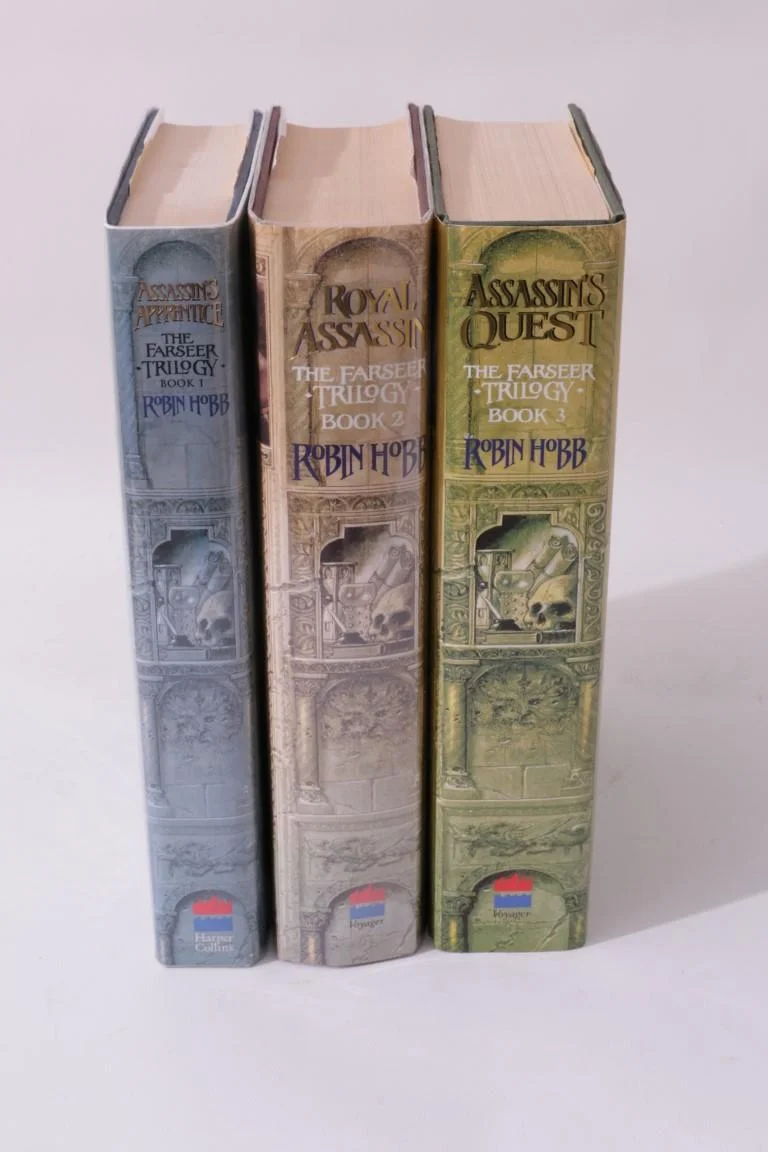 ASSASSIN'S
APPRENTICE
THE
FARSEER
·TRILOGY·
BOOK 1
ROBIN HOBB
Harper
Collins
ROYAL
ASSASSIN
THE FARSEER
·TRILOGY·
BOOK 2
ROBIN HOBB
Voyager
ASSASSIN'S
QUEST
THE FARSEER
·TRILOGY·
BOOK 3
ROBIN HOBB
Voyager